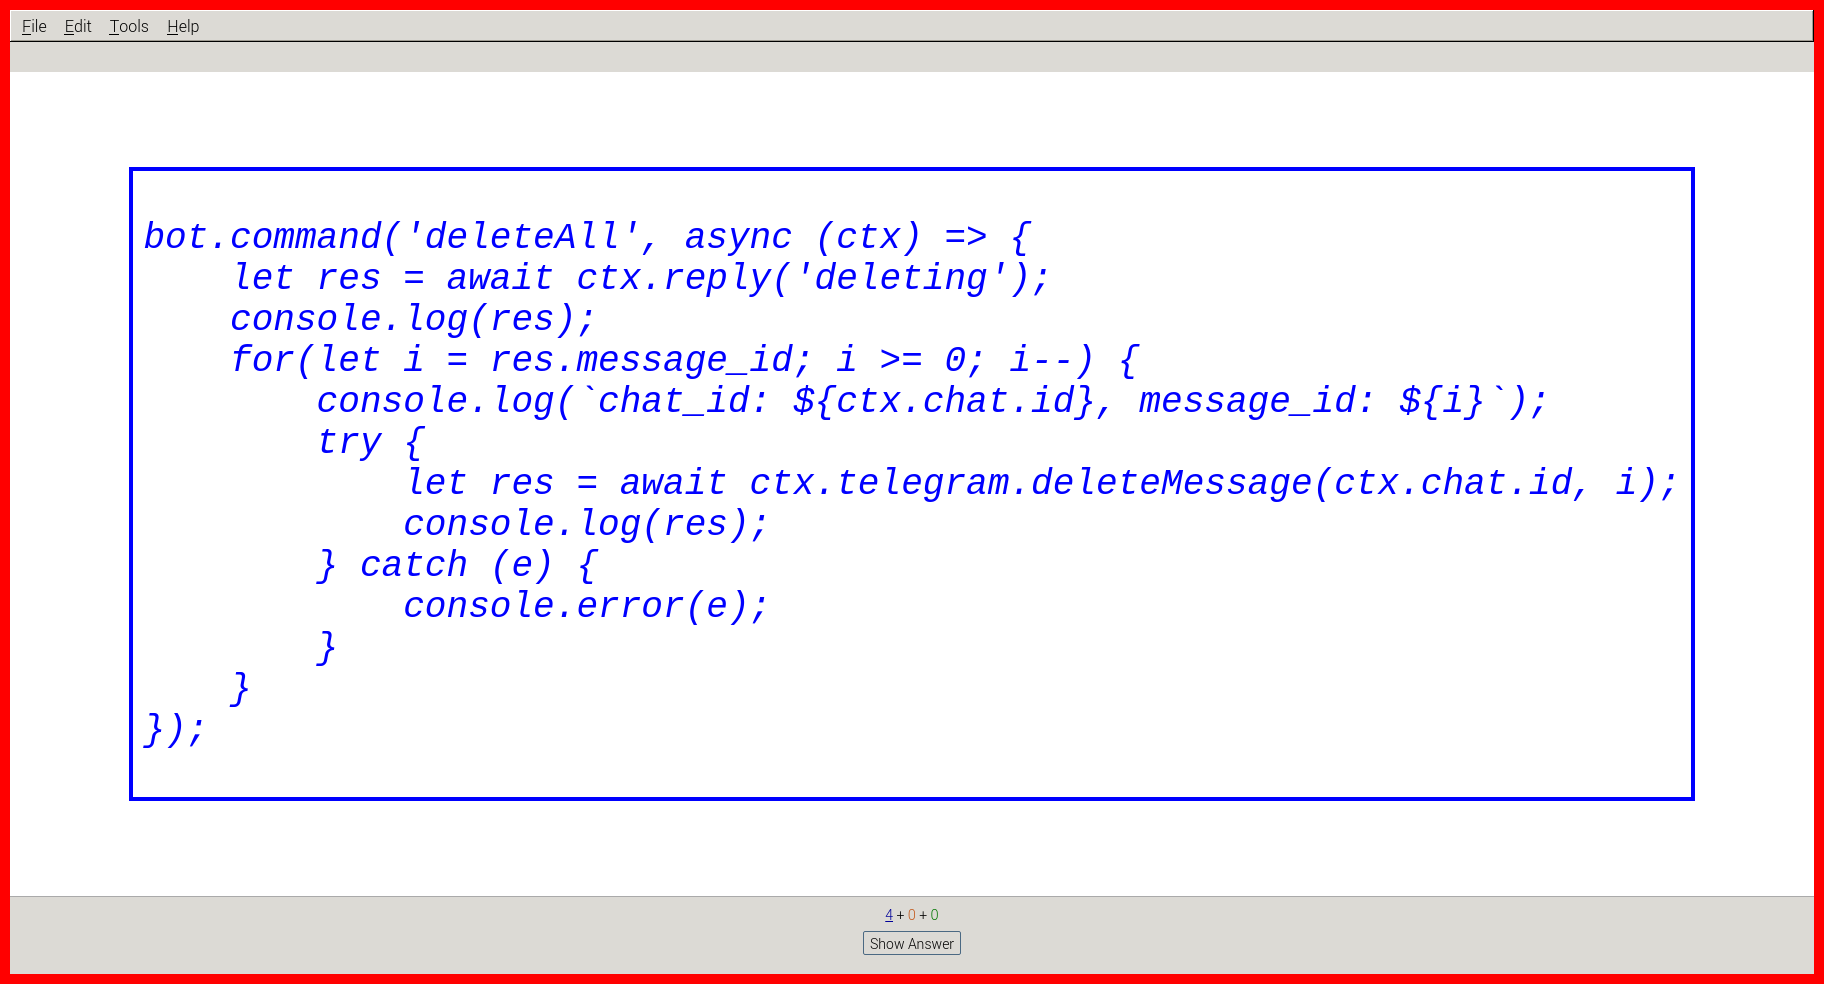 File Edit Tools Help
bot.command('deleteAll', async (ctx) => {
    let res = await ctx.reply('deleting');
    console.log(res);
    for(let i = res.message_id; i >= 0; i--) {
        console.log(`chat_id: ${ctx.chat.id}, message_id: ${i}`);
        try {
            let res = await ctx.telegram.deleteMessage(ctx.chat.id, i);
            console.log(res);
        } catch (e) {
            console.error(e);
        }
    }
});
4 + 0 + 0
Show Answer